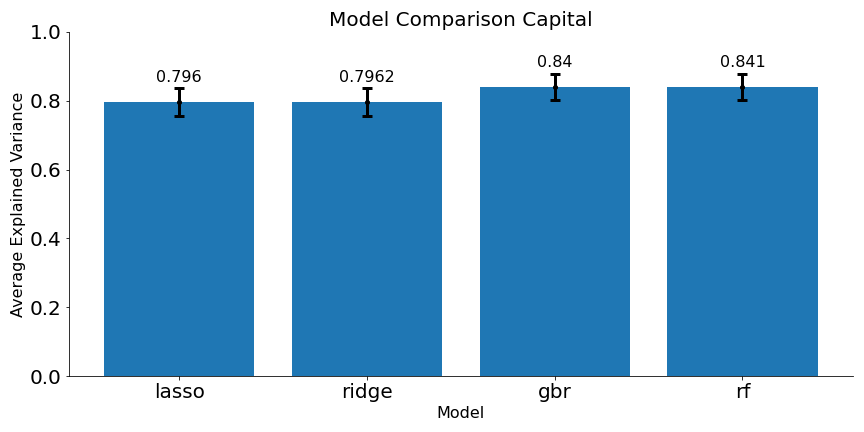 Model Comparison Capital
Average Explained Variance
1.0
0.8
0.6
0.4
0.2
0.0
0.796
0.7962
0.84
0.841
lasso
ridge
gbr
rf
Model